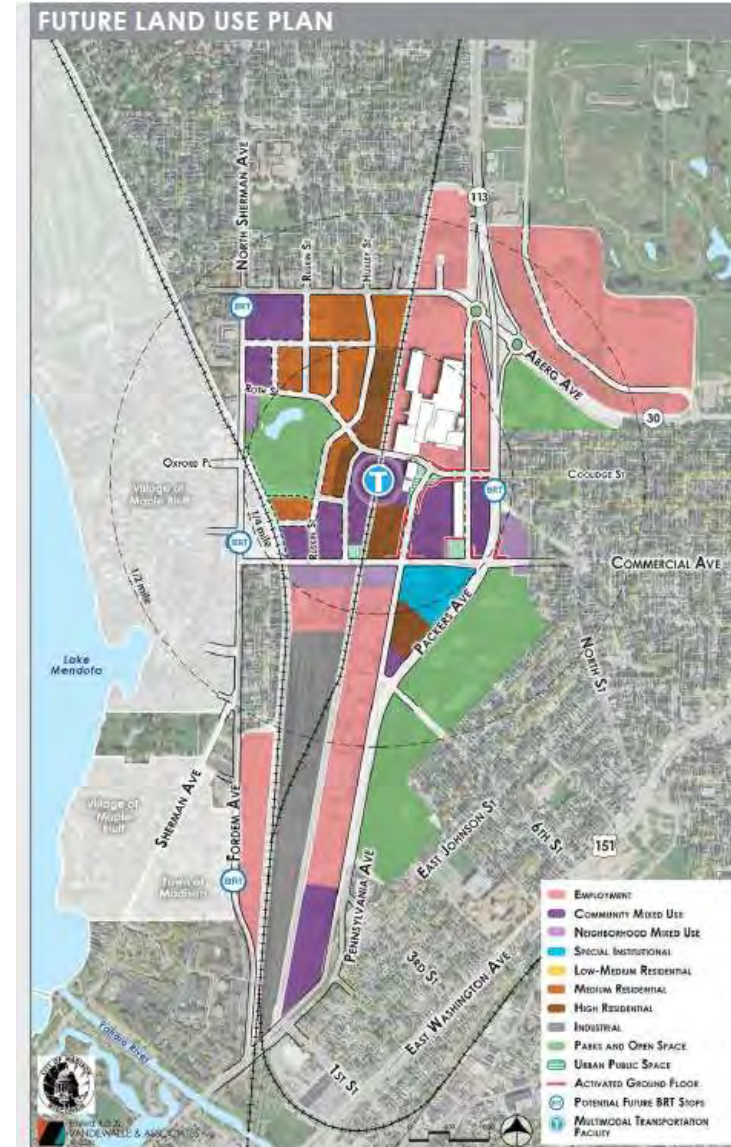 FUTURE LAND USE PLAN
NORTH SHERMAN AVE
RUSKIN ST
HUXLEY ST
113
BRT
ABERG AVE
ROTH ST
30
OXFORD PL
COOLIDGE ST
Village of
Maple Bluff
T
BRT
1/4 mile
RUSKIN ST
BRT
COMMERCIAL AVE
1/2 mile
PACKERS AVE
NORTH ST
Lake
Mendota
SHERMAN AVE
Village of
Maple
Bluff
FORDEM AVE
EAST JOHNSON ST
6TH ST
151
Town of
Madison
BRT
PENNSYLVANIA AVE
3RD ST
EAST WASHINGTON AVE
1ST ST
Yahara River
EMPLOYMENT
COMMUNITY MIXED USE
NEIGHBORHOOD MIXED USE
SPECIAL INSTITUTIONAL
LOW-MEDIUM RESIDENTIAL
MEDIUM RESIDENTIAL
HIGH RESIDENTIAL
INDUSTRIAL
PARKS AND OPEN SPACE
URBAN PUBLIC SPACE
ACTIVATED GROUND FLOOR
BRT POTENTIAL FUTURE BRT STOPS
T MULTIMODAL TRANSPORTATION
FACILITY
VANDEWALLE & ASSOCIATES